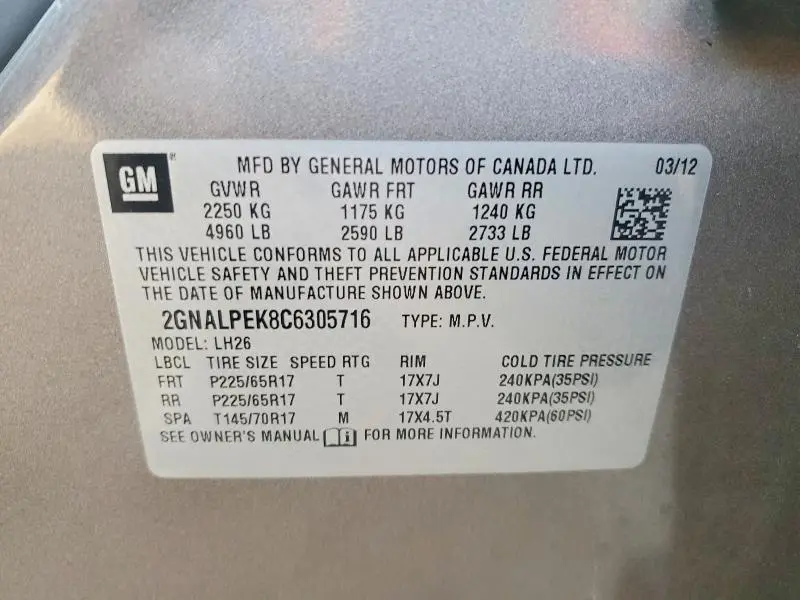 GM MFD BY GENERAL MOTORS OF CANADA LTD. 03/12
GVWR GAWR FRT GAWR RR
2250 KG 1175 KG 1240 KG
4960 LB 2590 LB 2733 LB
THIS VEHICLE CONFORMS TO ALL APPLICABLE U.S. FEDERAL MOTOR
VEHICLE SAFETY AND THEFT PREVENTION STANDARDS IN EFFECT ON
THE DATE OF MANUFACTURE SHOWN ABOVE.
2GNALPEK8C6305716 TYPE: M.P.V.
MODEL: LH26
LBCL TIRE SIZE SPEED RTG RIM COLD TIRE PRESSURE
FRT P225/65R17 T 17X7J 240KPA(35PSI)
RR P225/65R17 T 17X7J 240KPA(35PSI)
SPA T145/70R17 M 17X4.5T 420KPA(60PSI)
SEE OWNER'S MANUAL FOR MORE INFORMATION.